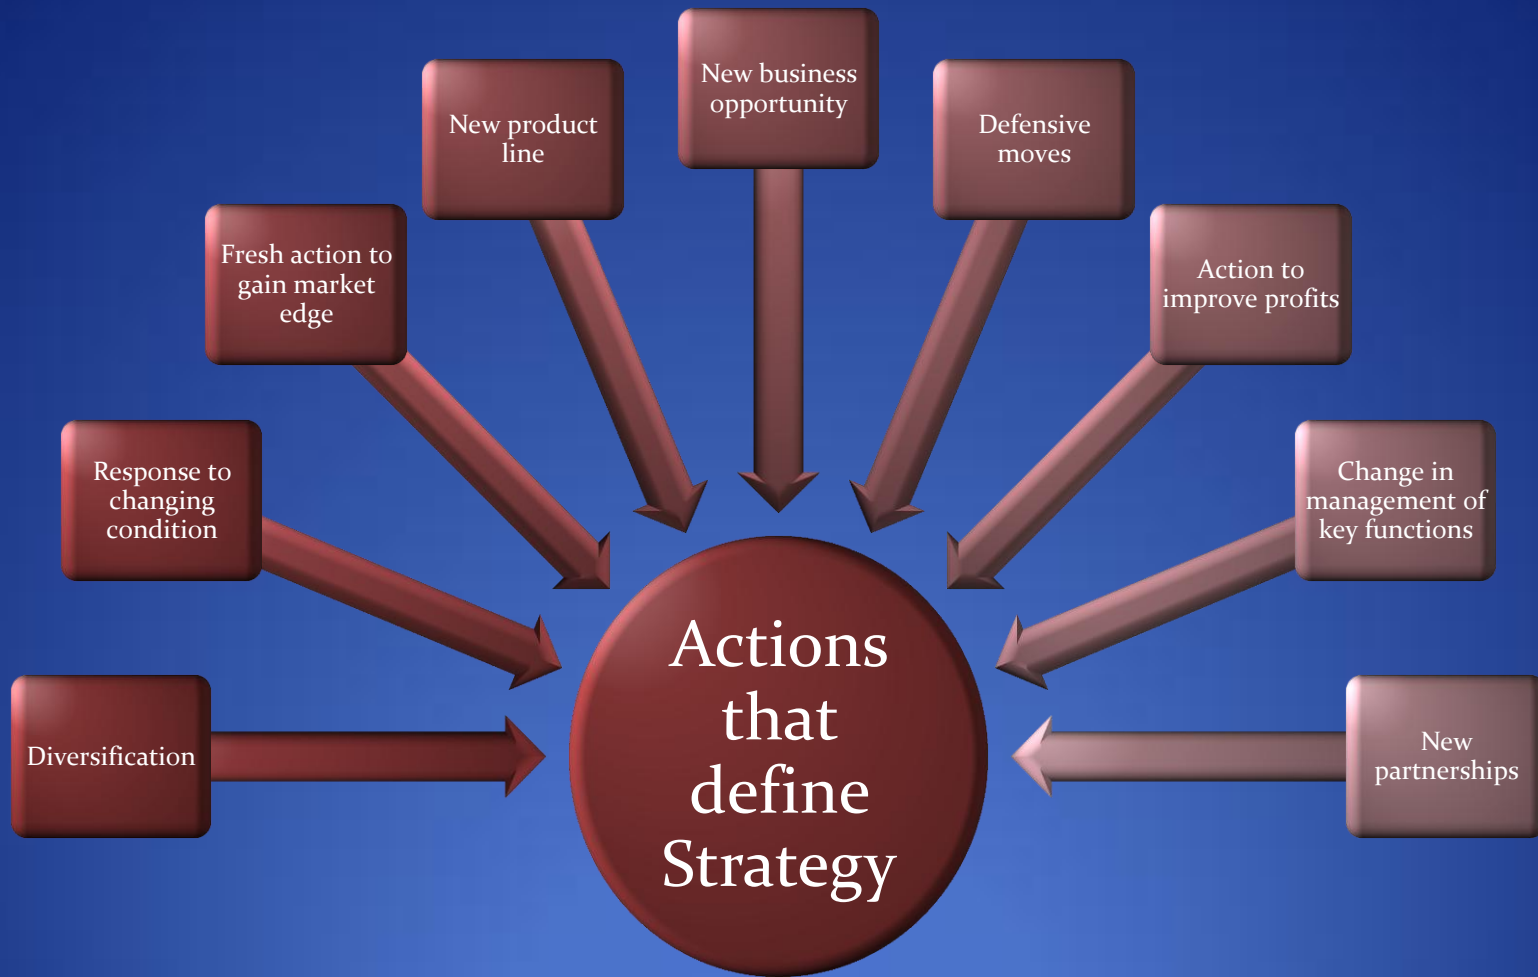 New business
opportunity
New product
line
Defensive
moves
Fresh action to
gain market
edge
Action to
improve profits
Response to
changing
condition
Change in
management of
key functions
Diversification
New
partnerships
Actions
that
define
Strategy